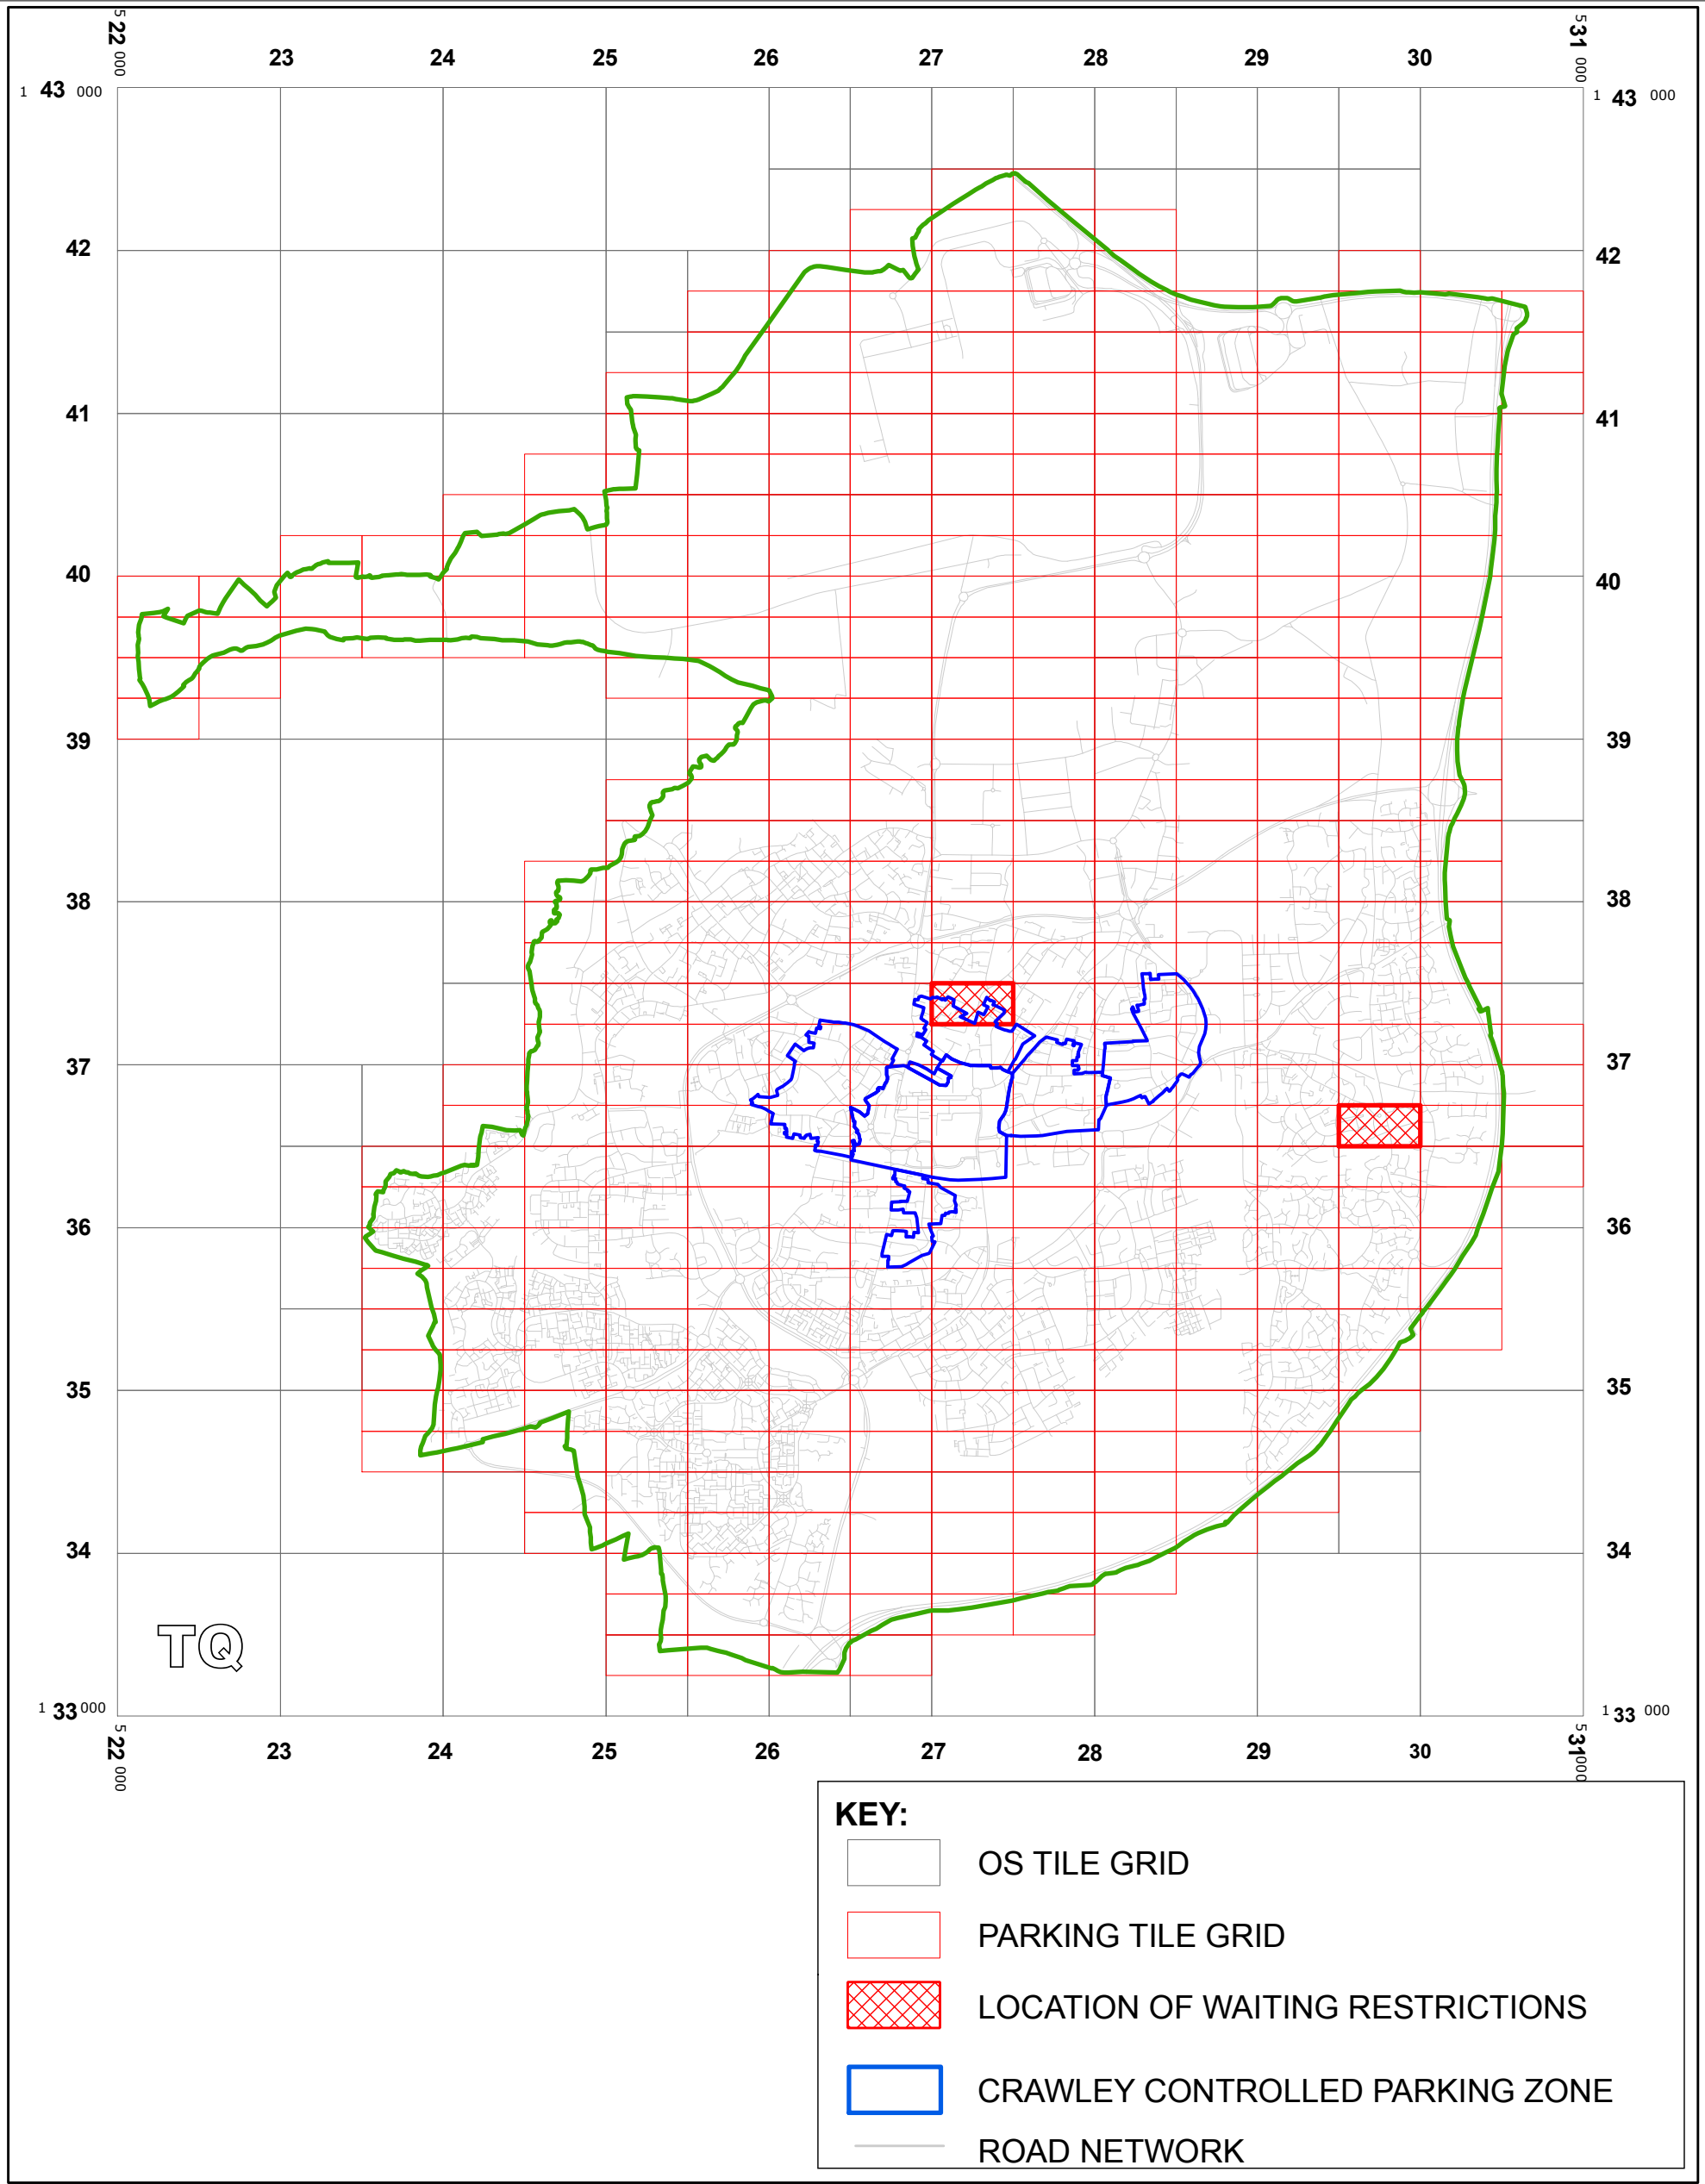 5 22 000 23 24 25 26 27 28 29 30 5 31 000
1 43 000 1 43 000
42 42
41 41
40 40
39 39
38 38
37 37
36 36
35 35
34 34
TQ
1 33 000 1 33 000
5 22 000 23 24 25 26 27 28 29 30 5 31 000
KEY:
OS TILE GRID
PARKING TILE GRID
LOCATION OF WAITING RESTRICTIONS
CRAWLEY CONTROLLED PARKING ZONE
ROAD NETWORK